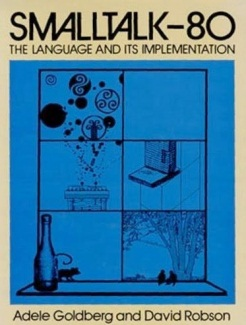 SMALLTALK-80
THE LANGUAGE AND ITS IMPLEMENTATION
Adele Goldberg and David Robson